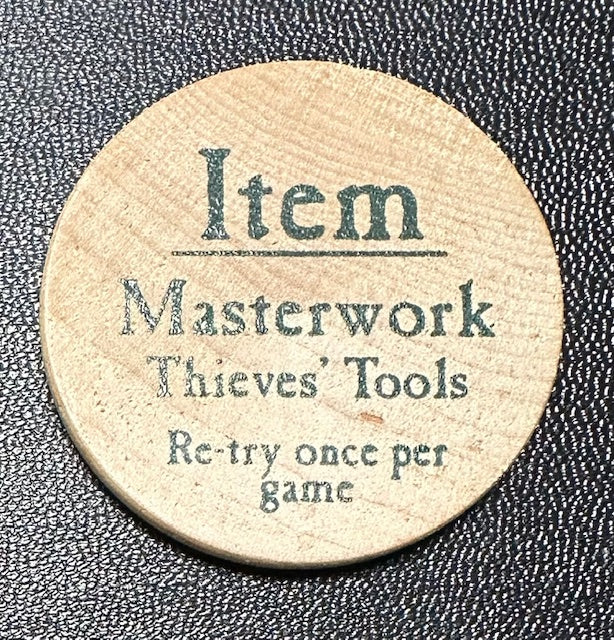 Item
Masterwork
Thieves' Tools
Re-try once per
game